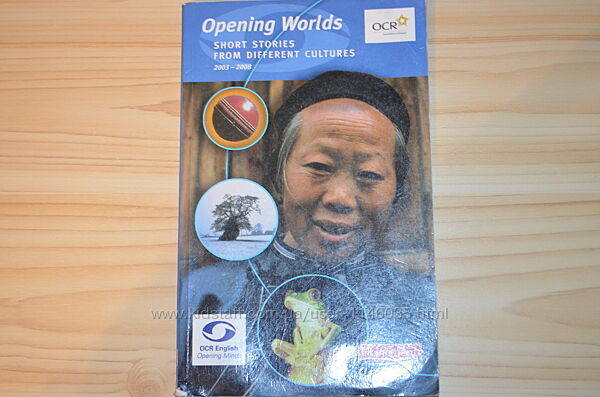 Opening Worlds
OCR
SHORT STORIES
FROM DIFFERENT CULTURES
2003 – 2008
OCR English
Opening Minds